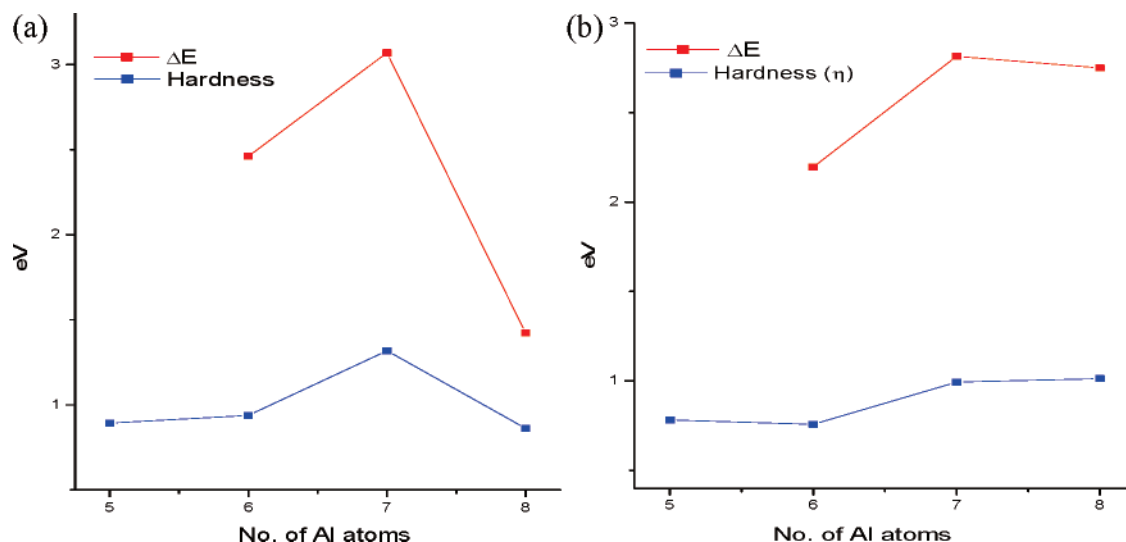 (a)
ΔE
Hardness
3
2
1
eV
5
6
7
8
No. of Al atoms
(b)
ΔE
Hardness (η)
3
2
1
eV
5
6
7
8
No. of Al atoms